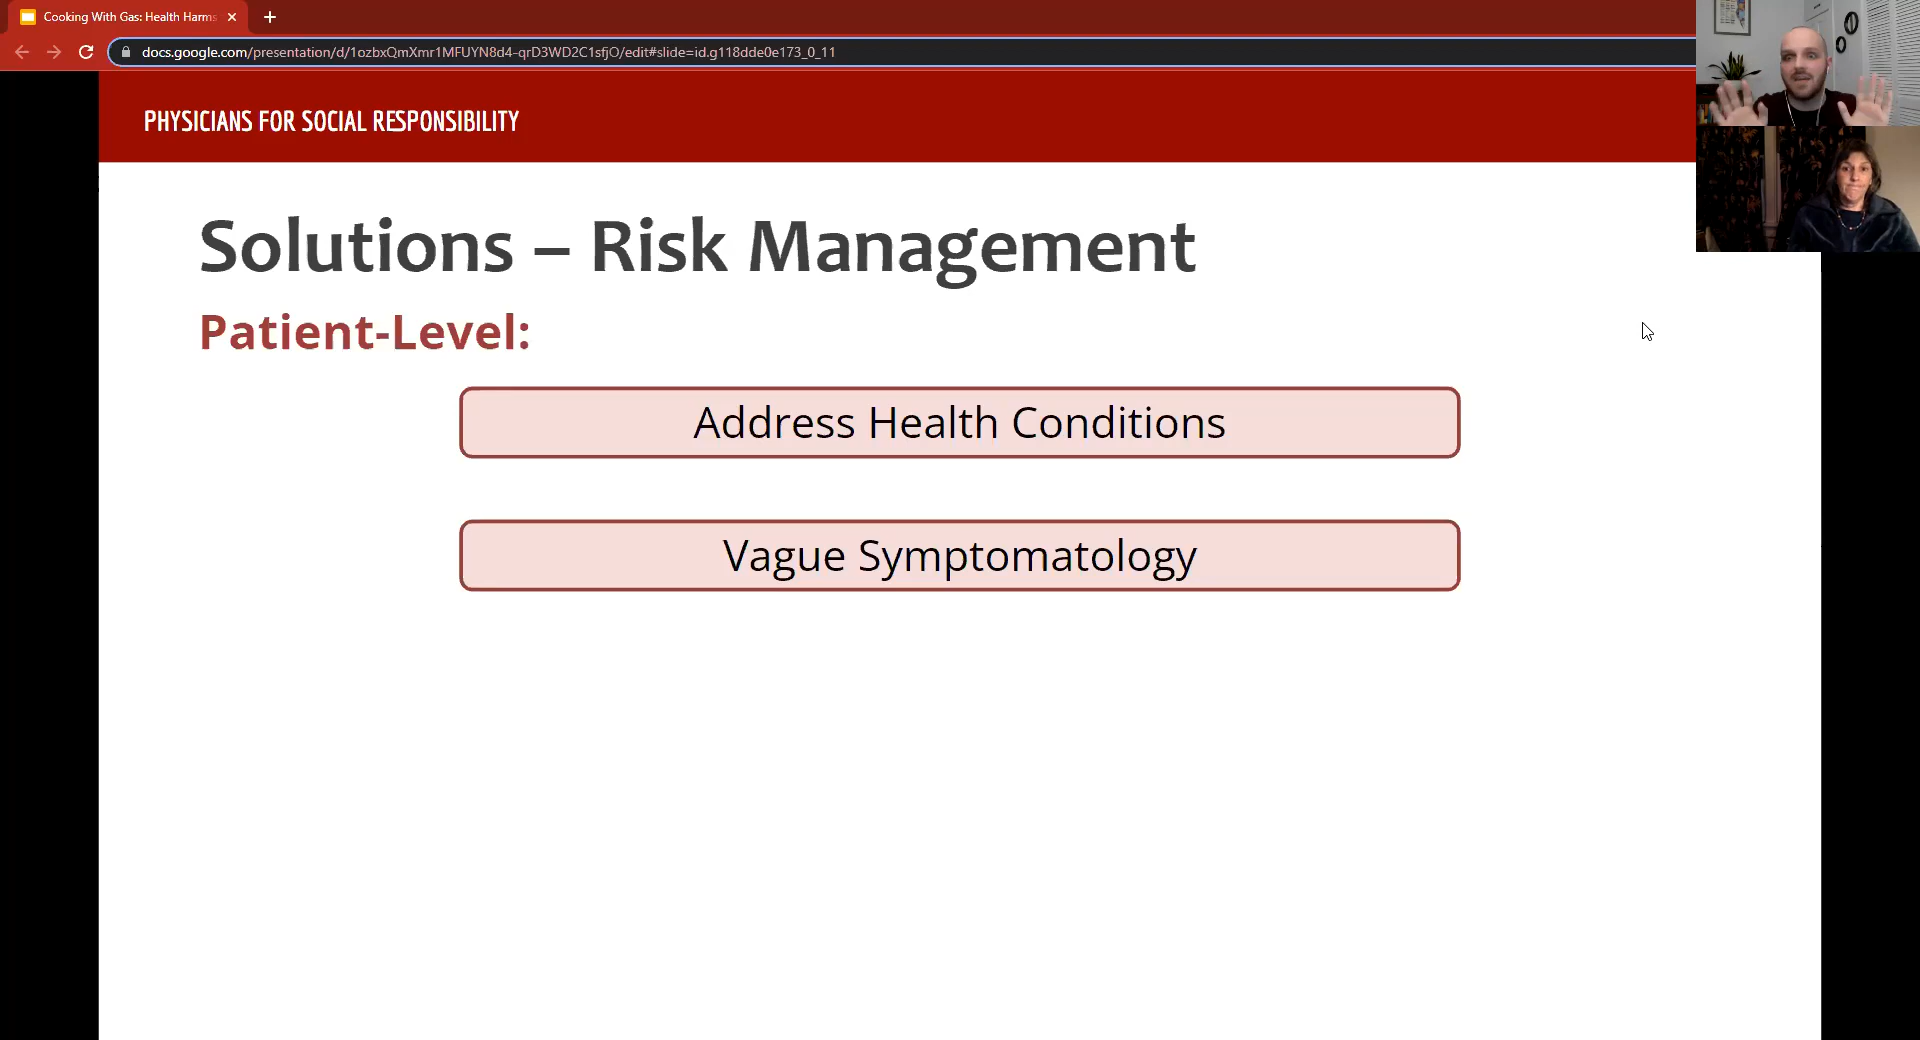 Cooking With Gas: Health Harms
docs.google.com/presentation/d/1ozbxQmXmr1MFUYN8d4-qrD3WD2C1sfjO/edit#slide=id.g118dde0e173_0_11
PHYSICIANS FOR SOCIAL RESPONSIBILITY
Solutions – Risk Management
Patient-Level:
Address Health Conditions
Vague Symptomatology